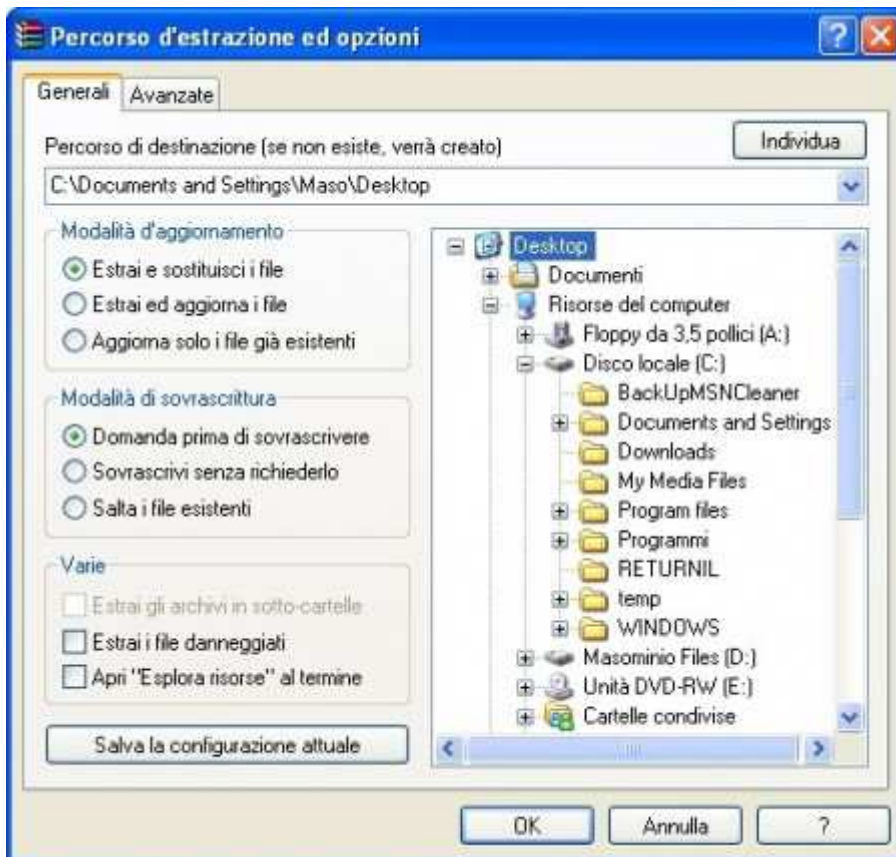 Percorso d'estrazione ed opzioni
?
Generali
Avanzate
Percorso di destinazione (se non esiste, verrà creato)
Individua
C:\Documents and Settings\Maso\Desktop
Modalità d'aggiornamento
Estrai e sostituisci i file
Estrai ed aggiorna i file
Aggiorna solo i file già esistenti
Modalità di sovrascrittura
Domanda prima di sovrascrivere
Sovrascrivi senza richiederlo
Salta i file esistenti
Varie
Estrai gli archivi in sotto-cartelle
Estrai i file danneggiati
Apri "Esplora risorse" al termine
Salva la configurazione attuale
Desktop
Documenti
Risorse del computer
Floppy da 3,5 pollici (A:)
Disco locale (C:)
BackUpMSNCleaner
Documents and Settings
Downloads
My Media Files
Program files
Programmi
RETURNIL
temp
WINDOWS
Masominio Files (D:)
Unità DVD-RW (E:)
Cartelle condivise
OK
Annulla
?